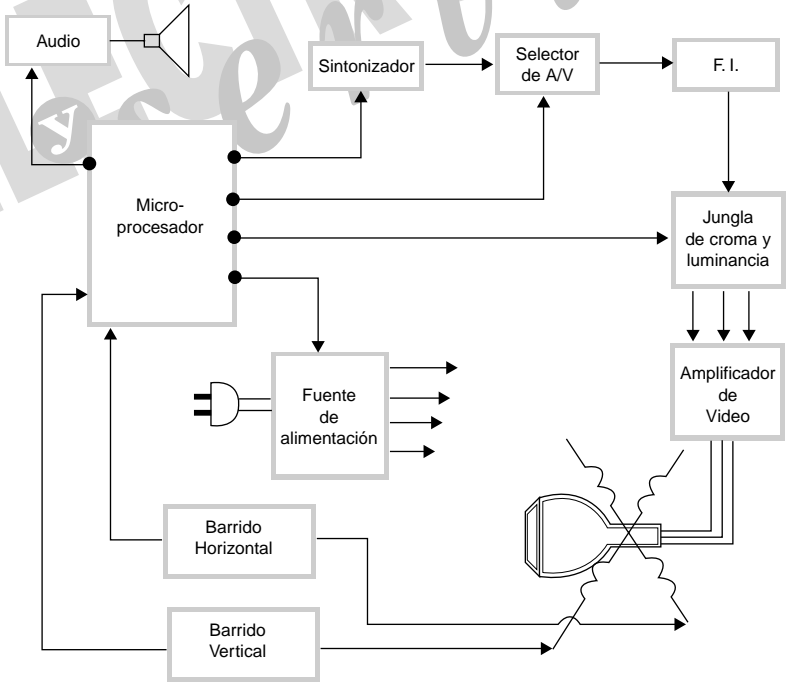 Audio
Sintonizador
Selector
de A/V
F. I.
y
Micro-
procesador
Jungla
de croma y
luminancia
Fuente
de
alimentación
Amplificador
de
Video
Barrido
Horizontal
Barrido
Vertical